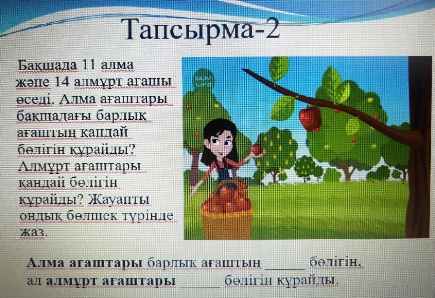 Тапсырма-2
Бақшада 11 алма
және 14 алмұрт ағашы
өседі. Алма ағаштары
бақшадағы барлық
ағаштың қандай
бөлігін құрайды?
Алмұрт ағаштары
қандай бөлігін
құрайды? Жауапты
ондық бөлшек түрінде
жаз.
Алма ағаштары барлық ағаштың ______ бөлігін,
ал алмұрт ағаштары ______ бөлігін құрайды.